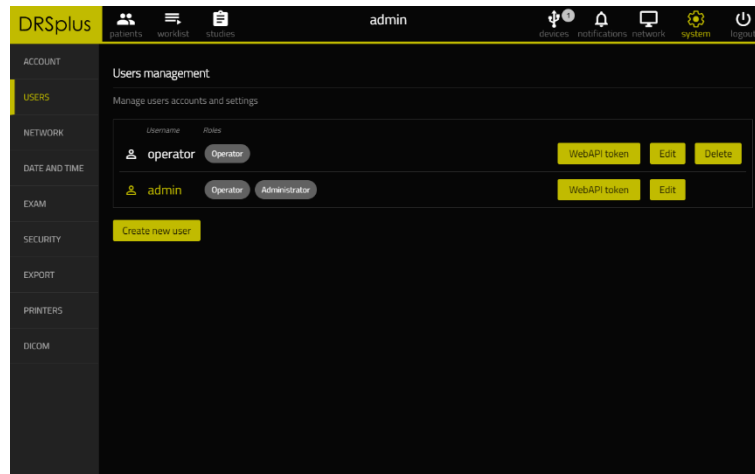 DRSplus
patients worklist studies
admin
devices 1 notifications network system logout
ACCOUNT
USERS
NETWORK
DATE AND TIME
EXAM
SECURITY
EXPORT
PRINTERS
DICOM
Users management
Manage users accounts and settings
Username Roles
operator Operator WebAPI token Edit Delete
admin Operator Administrator WebAPI token Edit
Create new user